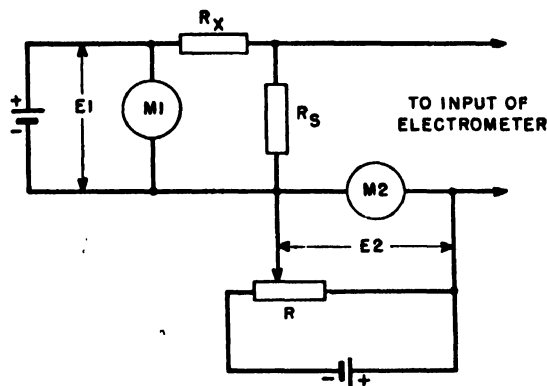 RX
+
E1
M1
RS
TO INPUT OF
ELECTROMETER
-
M2
E2
R
- +